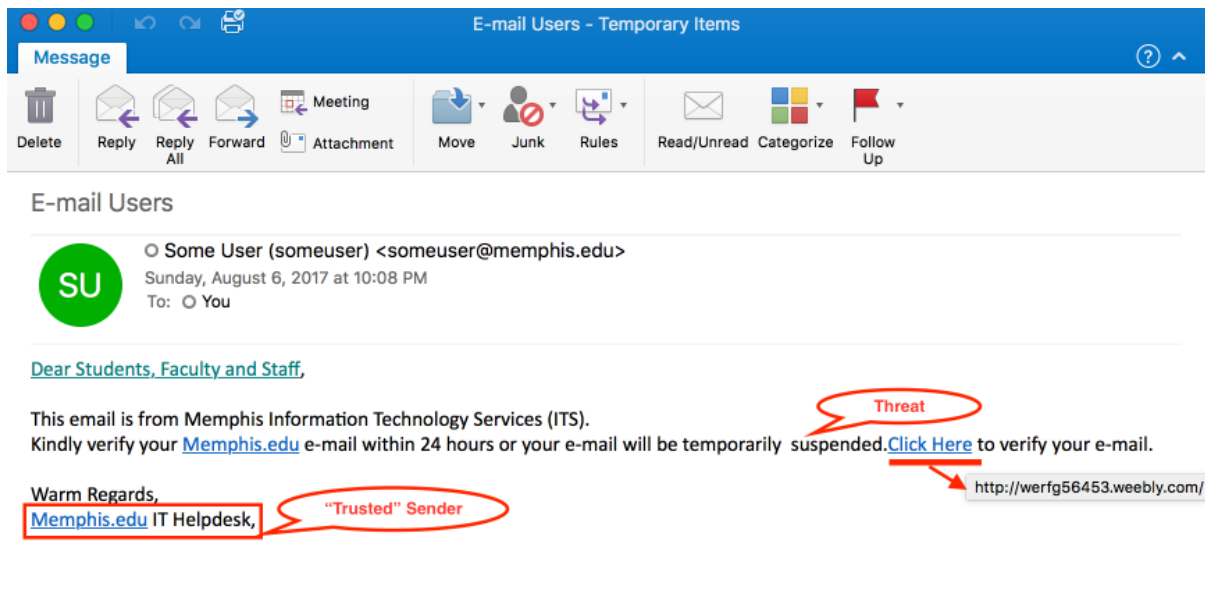 E-mail Users – Temporary Items
Message
?
Delete
Reply
Reply All
Forward
Meeting
Attachment
Move
Junk
Rules
Read/Unread
Categorize
Follow Up
E-mail Users
SU
Some User (someuser) <someuser@memphis.edu>
Sunday, August 6, 2017 at 10:08 PM
To: You
Dear Students, Faculty and Staff,
This email is from Memphis Information Technology Services (ITS).
Threat
Kindly verify your Memphis.edu e-mail within 24 hours or your e-mail will be temporarily suspended.Click Here to verify your e-mail.
http://werfg56453.weebly.com/
Warm Regards,
Memphis.edu IT Helpdesk,
“Trusted” Sender